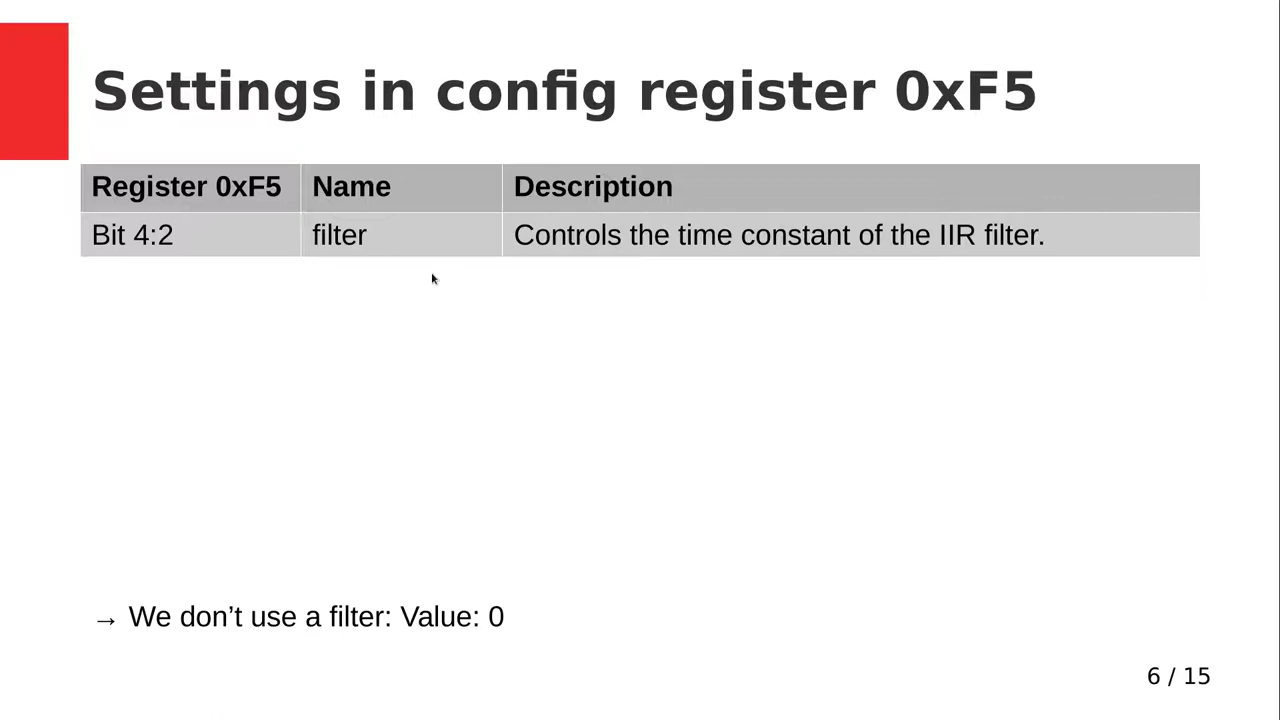 Settings in config register 0xF5
Register 0xF5 Name Description
Bit 4:2 filter Controls the time constant of the IIR filter.
→ We don’t use a filter: Value: 0
6 / 15